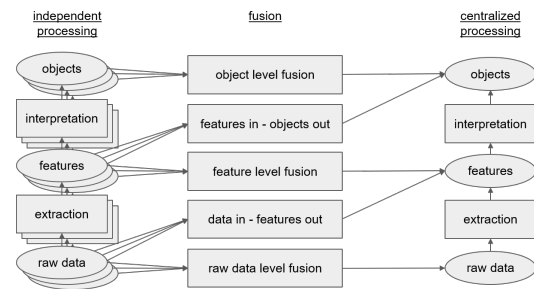 independent
processing
fusion
centralized
processing
objects
object level fusion
objects
interpretation
features in - objects out
interpretation
features
feature level fusion
features
extraction
data in - features out
extraction
raw data
raw data level fusion
raw data